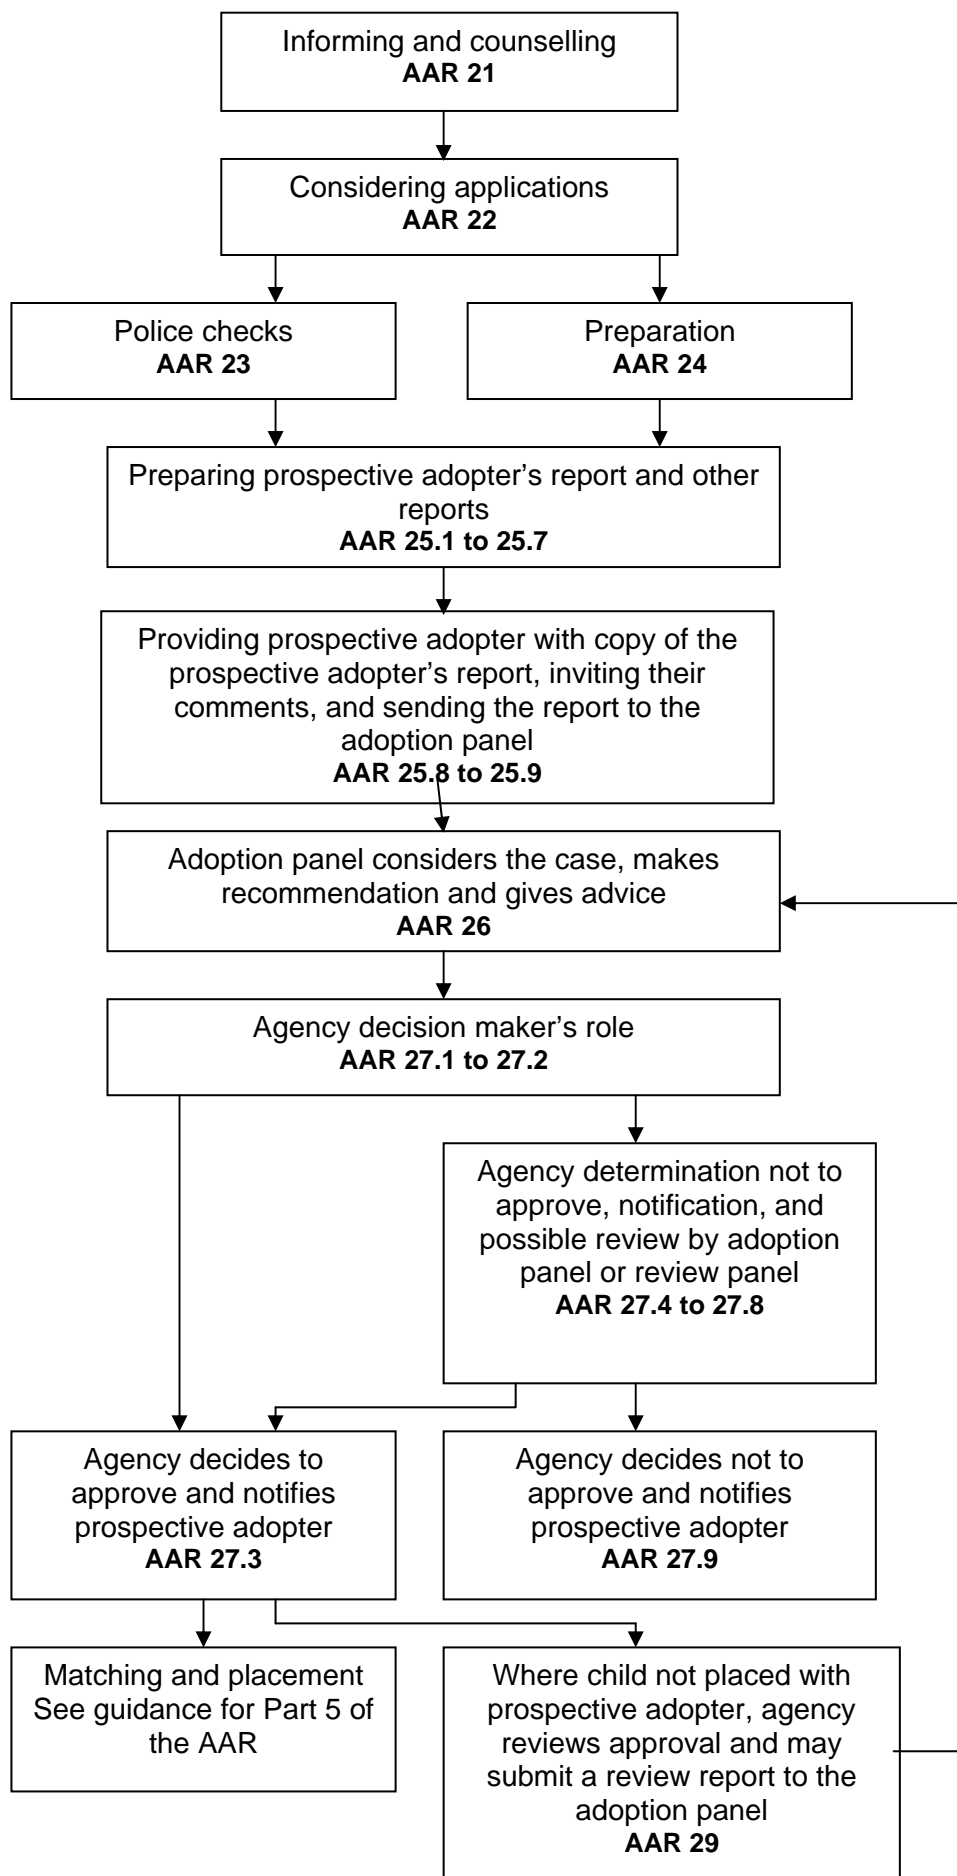 Informing and counselling
AAR 21
Considering applications
AAR 22
Police checks
AAR 23
Preparation
AAR 24
Preparing prospective adopter’s report and other
reports
AAR 25.1 to 25.7
Providing prospective adopter with copy of the
prospective adopter’s report, inviting their
comments, and sending the report to the
adoption panel
AAR 25.8 to 25.9
Adoption panel considers the case, makes
recommendation and gives advice
AAR 26
Agency decision maker’s role
AAR 27.1 to 27.2
Agency determination not to
approve, notification, and
possible review by adoption
panel or review panel
AAR 27.4 to 27.8
Agency decides to
approve and notifies
prospective adopter
AAR 27.3
Agency decides not to
approve and notifies
prospective adopter
AAR 27.9
Matching and placement
See guidance for Part 5 of
the AAR
Where child not placed with
prospective adopter, agency
reviews approval and may
submit a review report to the
adoption panel
AAR 29